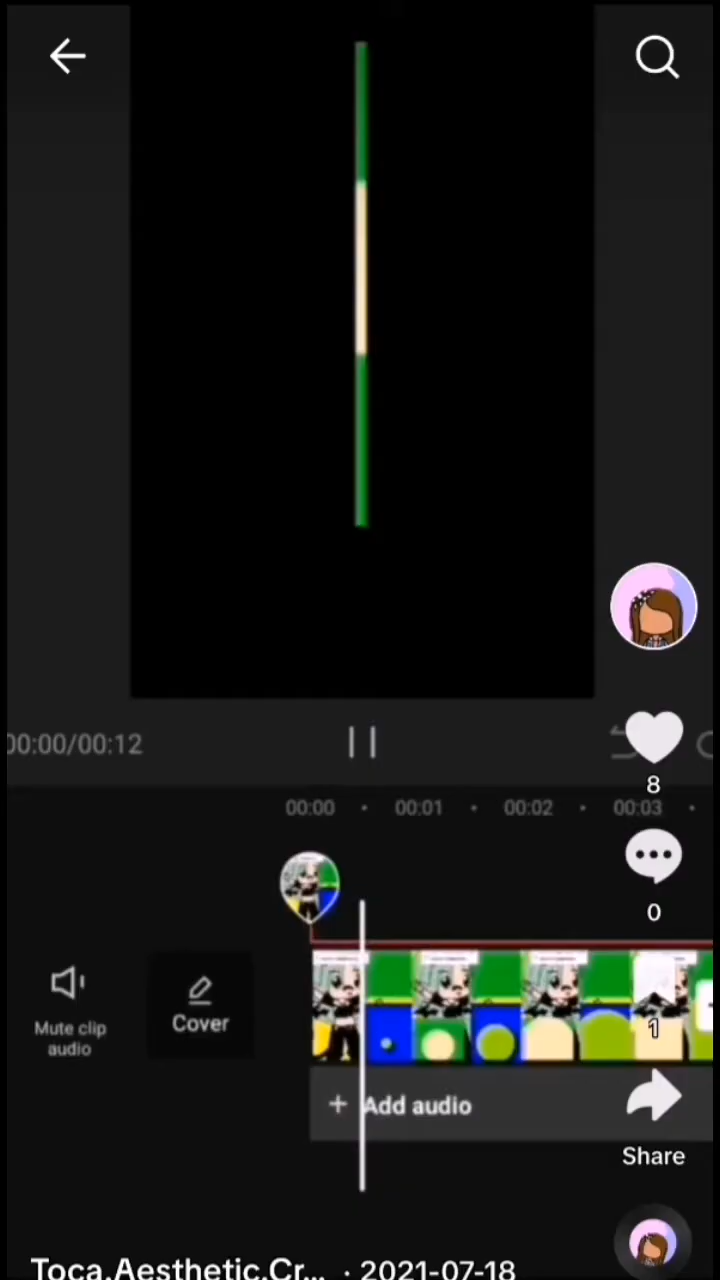 00:00/00:12
8
00:00 00:01 00:02 00:03
0
Mute clip
audio
Cover
1
+ Add audio
Share
Toca.Aesthetic.Cr... · 2021-07-18